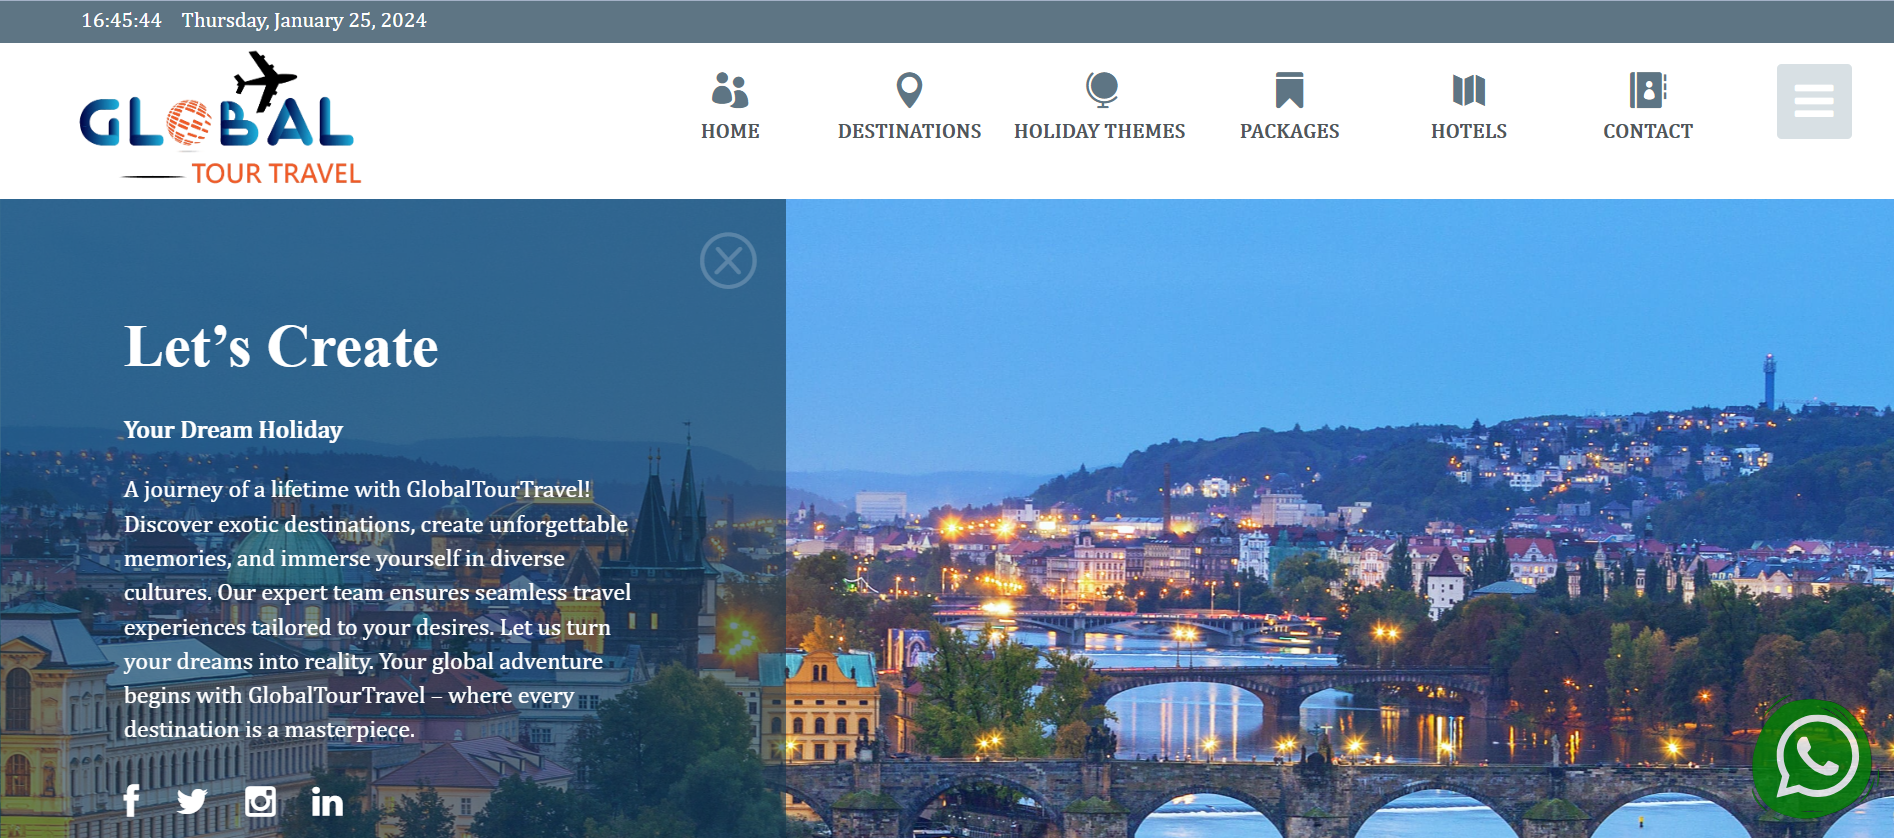 16:45:44 Thursday, January 25, 2024
GLOBAL
TOUR TRAVEL
HOME DESTINATIONS HOLIDAY THEMES PACKAGES HOTELS CONTACT
Let’s Create
Your Dream Holiday
A journey of a lifetime with GlobalTourTravel!
Discover exotic destinations, create unforgettable
memories, and immerse yourself in diverse
cultures. Our expert team ensures seamless travel
experiences tailored to your desires. Let us turn
your dreams into reality. Your global adventure
begins with GlobalTourTravel – where every
destination is a masterpiece.